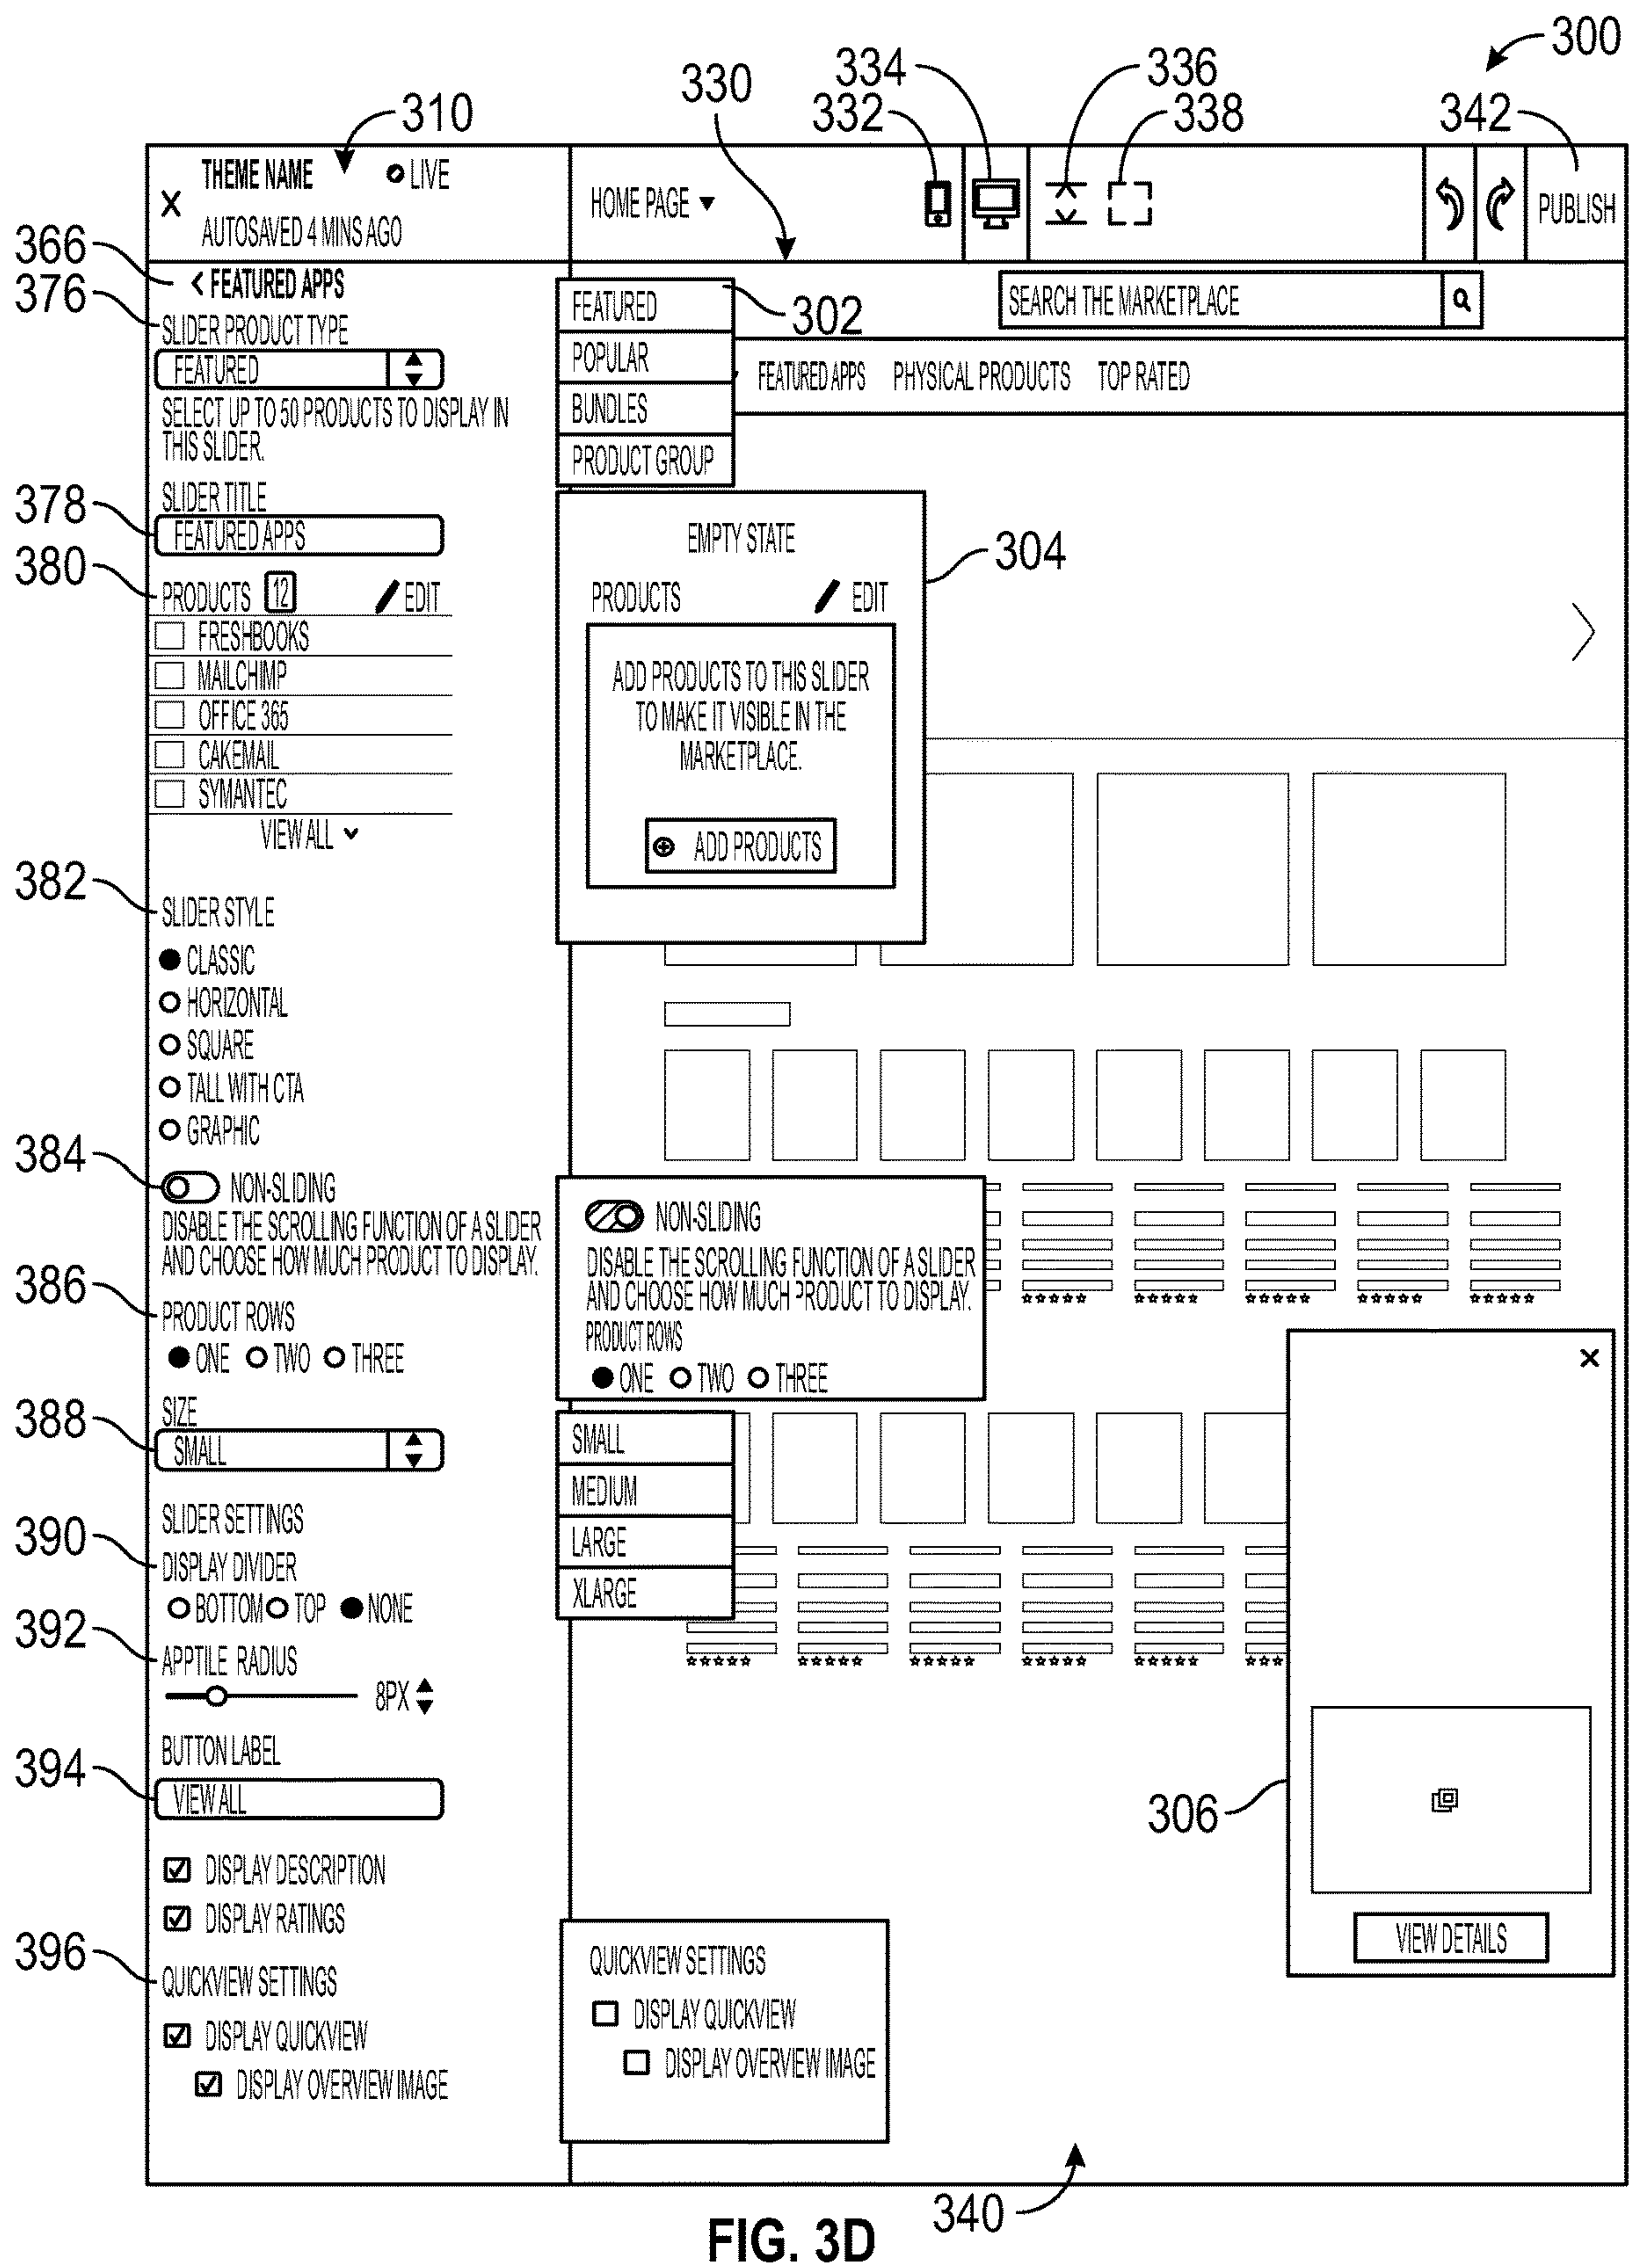 300
334
336
330
332
338
342
310
THEME NAME LIVE
AUTOSAVED 4 MINS AGO
HOME PAGE
PUBLISH
366
< FEATURED APPS
376
SLIDER PRODUCT TYPE
FEATURED
SELECT UP TO 50 PRODUCTS TO DISPLAY IN
THIS SLIDER.
FEATURED
302
POPULAR
BUNDLES
PRODUCT GROUP
SEARCH THE MARKETPLACE
FEATURED APPS PHYSICAL PRODUCTS TOP RATED
378
SLIDER TITLE
FEATURED APPS
380
PRODUCTS 12 EDIT
FRESHBOOKS
MAILCHIMP
OFFICE 365
CAKEMAIL
SYMANTEC
VIEW ALL
EMPTY STATE
304
PRODUCTS EDIT
ADD PRODUCTS TO THIS SLIDER
TO MAKE IT VISIBLE IN THE
MARKETPLACE.
ADD PRODUCTS
382
SLIDER STYLE
CLASSIC
HORIZONTAL
SQUARE
TALL WITH CTA
GRAPHIC
384
NON-SLIDING
DISABLE THE SCROLLING FUNCTION OF A SLIDER
AND CHOOSE HOW MUCH PRODUCT TO DISPLAY.
386
PRODUCT ROWS
ONE TWO THREE
NON-SLIDING
DISABLE THE SCROLLING FUNCTION OF A SLIDER
AND CHOOSE HOW MUCH PRODUCT TO DISPLAY.
PRODUCT ROWS
ONE TWO THREE
388
SIZE
SMALL
SMALL
MEDIUM
LARGE
XLARGE
SLIDER SETTINGS
390
DISPLAY DIVIDER
BOTTOM TOP NONE
392
APPTILE RADIUS
8PX
BUTTON LABEL
394
VIEW ALL
306
DISPLAY DESCRIPTION
DISPLAY RATINGS
VIEW DETAILS
396
QUICKVIEW SETTINGS
DISPLAY QUICKVIEW
DISPLAY OVERVIEW IMAGE
QUICKVIEW SETTINGS
DISPLAY QUICKVIEW
DISPLAY OVERVIEW IMAGE
340
FIG. 3D